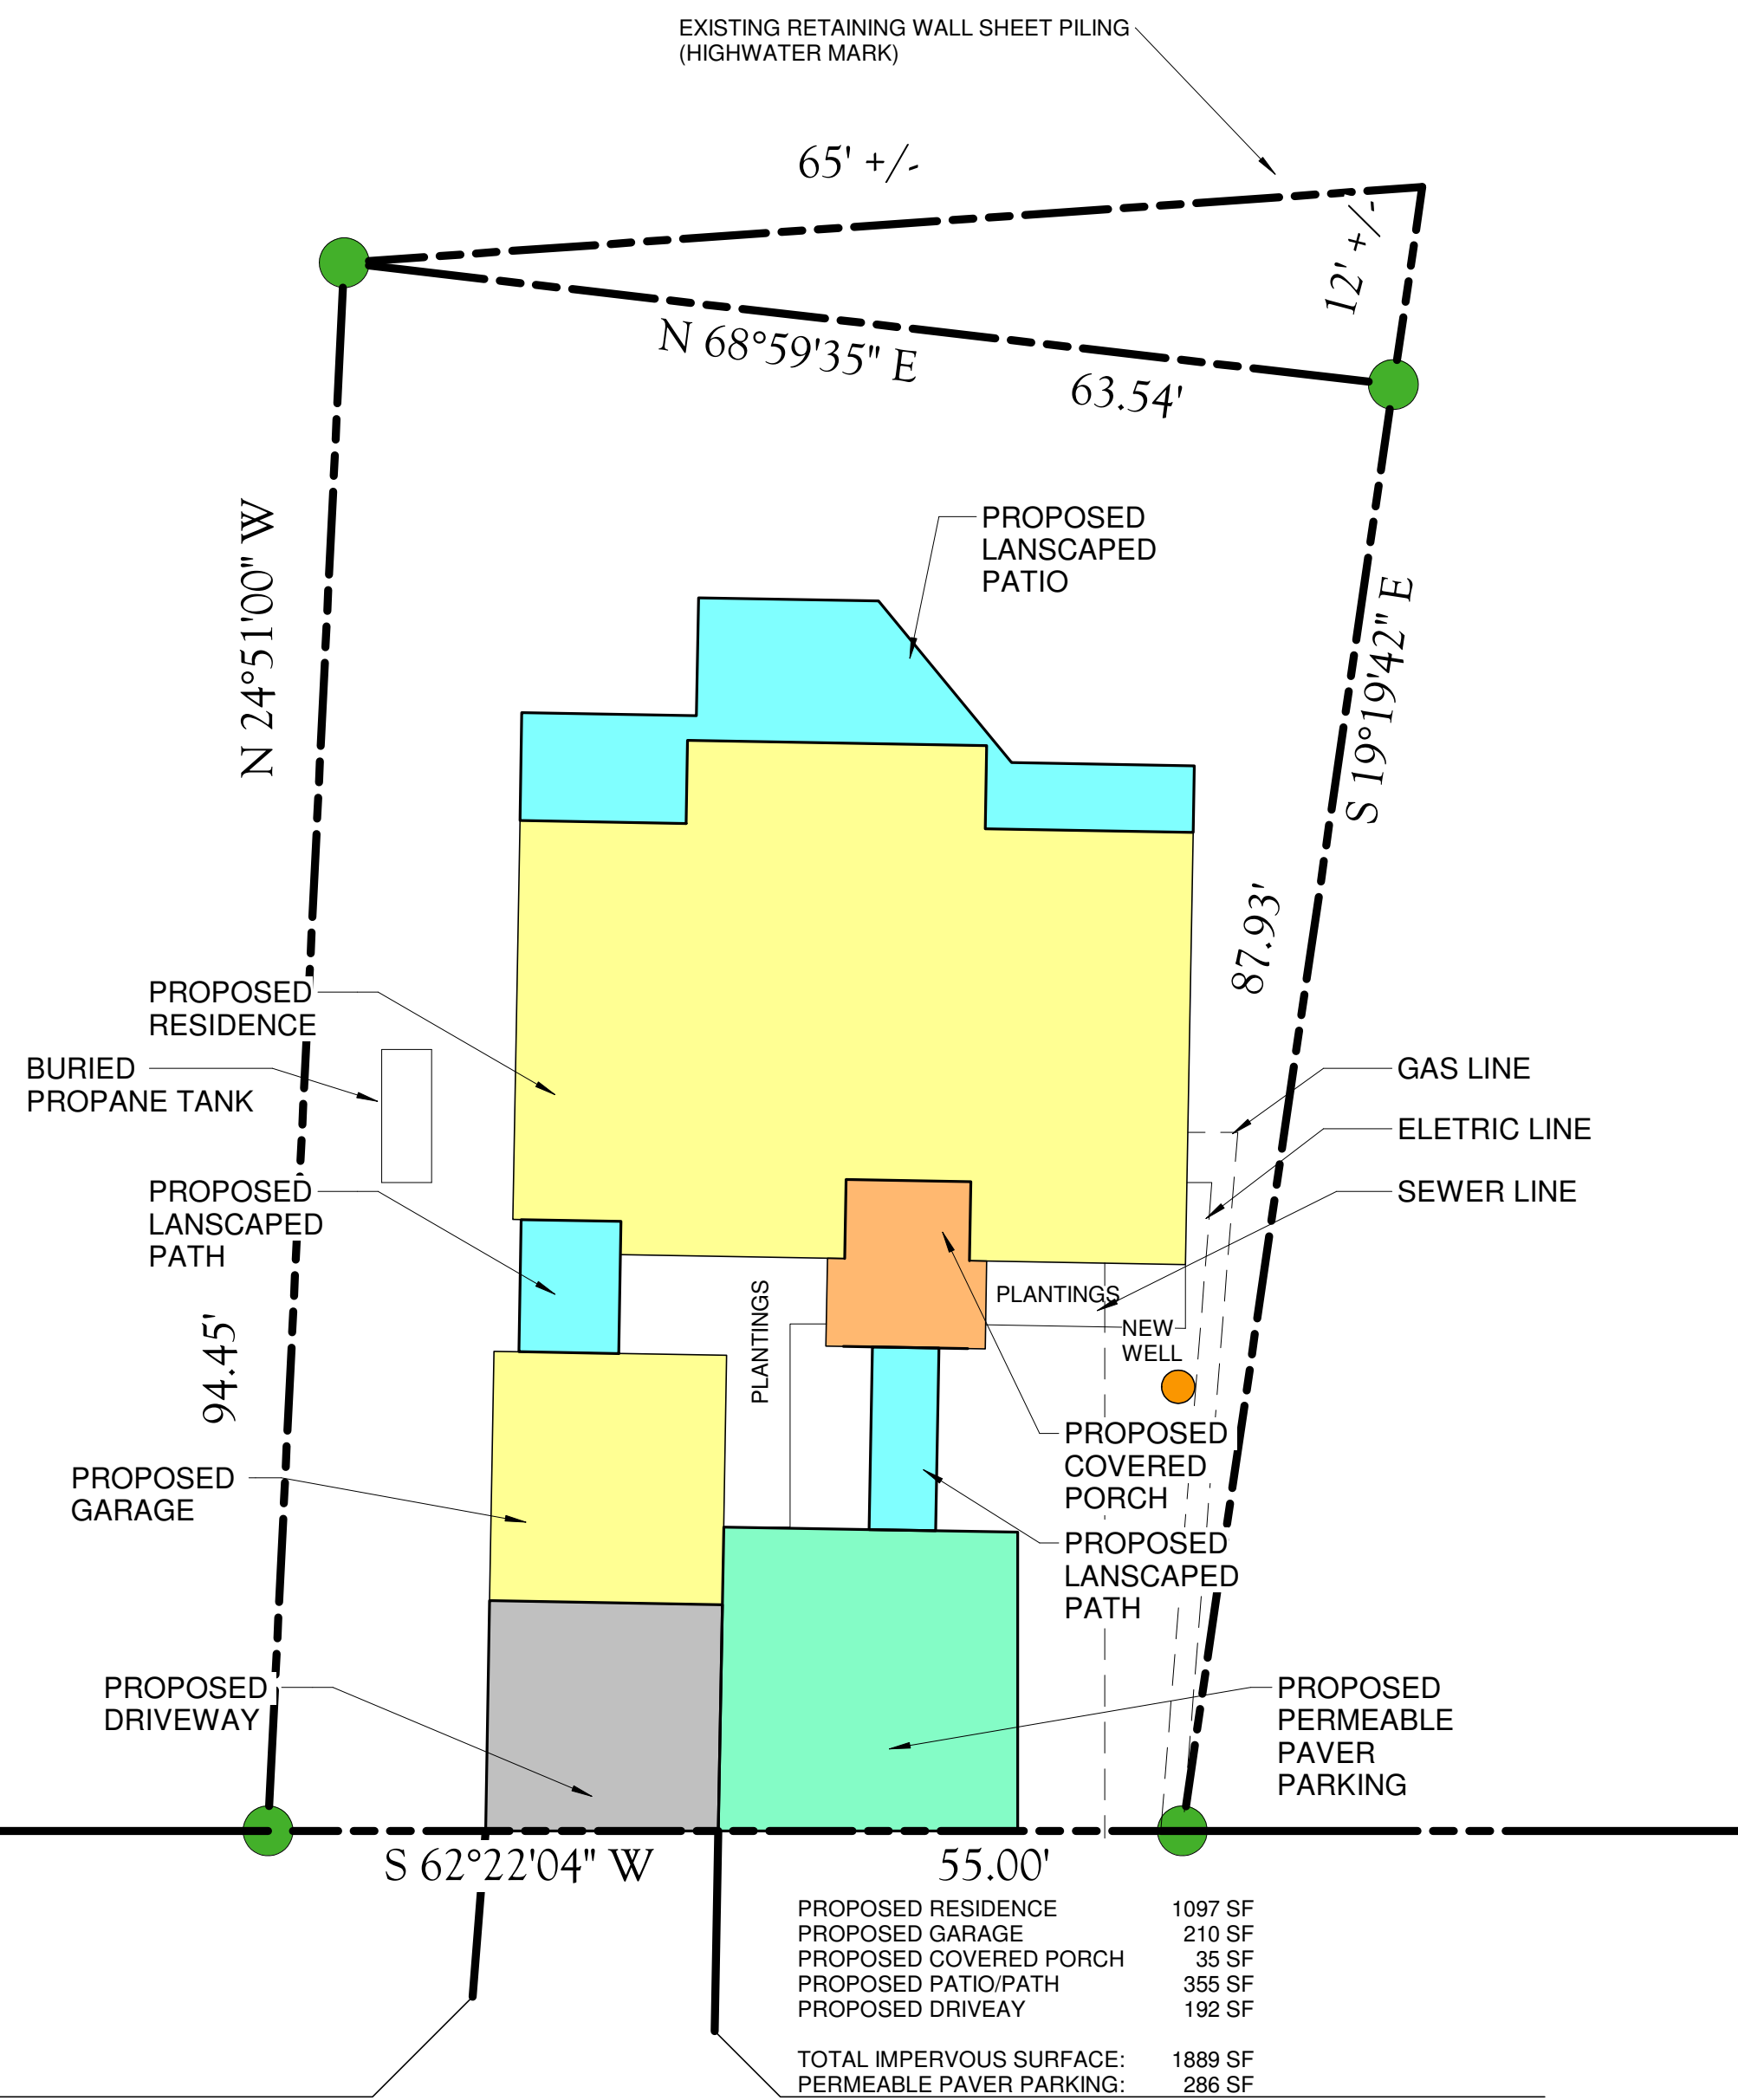 EXISTING RETAINING WALL SHEET PILING
(HIGHWATER MARK)
65' +/-
12' +/-
N 68°59'35" E
63.54'
N 24°51'00" W
PROPOSED
LANSCAPED
PATIO
S 19°19'42" E
87.93'
PROPOSED
RESIDENCE
BURIED
PROPANE TANK
GAS LINE
ELETRIC LINE
SEWER LINE
PROPOSED
LANSCAPED
PATH
94.45'
PLANTINGS
PLANTINGS
NEW
WELL
PROPOSED
COVERED
PORCH
PROPOSED
GARAGE
PROPOSED
LANSCAPED
PATH
PROPOSED
DRIVEWAY
PROPOSED
PERMEABLE
PAVER
PARKING
S 62°22'04" W
55.00'
PROPOSED RESIDENCE 1097 SF
PROPOSED GARAGE 210 SF
PROPOSED COVERED PORCH 35 SF
PROPOSED PATIO/PATH 355 SF
PROPOSED DRIVEAY 192 SF
TOTAL IMPERVOUS SURFACE: 1889 SF
PERMEABLE PAVER PARKING: 286 SF